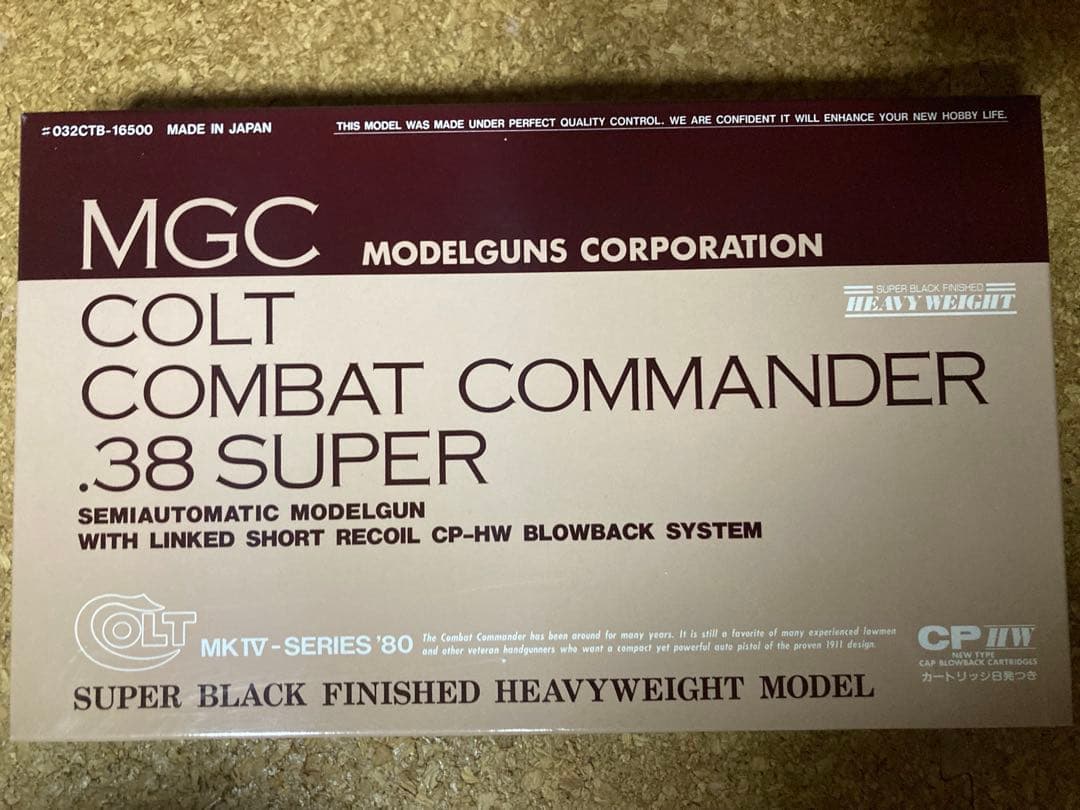 #032CTB-16500 MADE IN JAPAN
THIS MODEL WAS MADE UNDER PERFECT QUALITY CONTROL. WE ARE CONFIDENT IT WILL ENHANCE YOUR NEW HOBBY LIFE.
MGC MODELGUNS CORPORATION
SUPER BLACK FINISHED
HEAVY WEIGHT
COLT
COMBAT COMMANDER
.38 SUPER
SEMIAUTOMATIC MODELGUN
WITH LINKED SHORT RECOIL CP-HW BLOWBACK SYSTEM
COLT
MKIV-SERIES '80
The Combat Commander has been around for many years. It is still a favorite of many experienced lawmen
and other veteran handgunners who want a compact yet powerful auto pistol of the proven 1911 design.
CP HW
NEW TYPE
CAP BLOWBACK CARTRIDGES
カートリッジ8発つき
SUPER BLACK FINISHED HEAVYWEIGHT MODEL